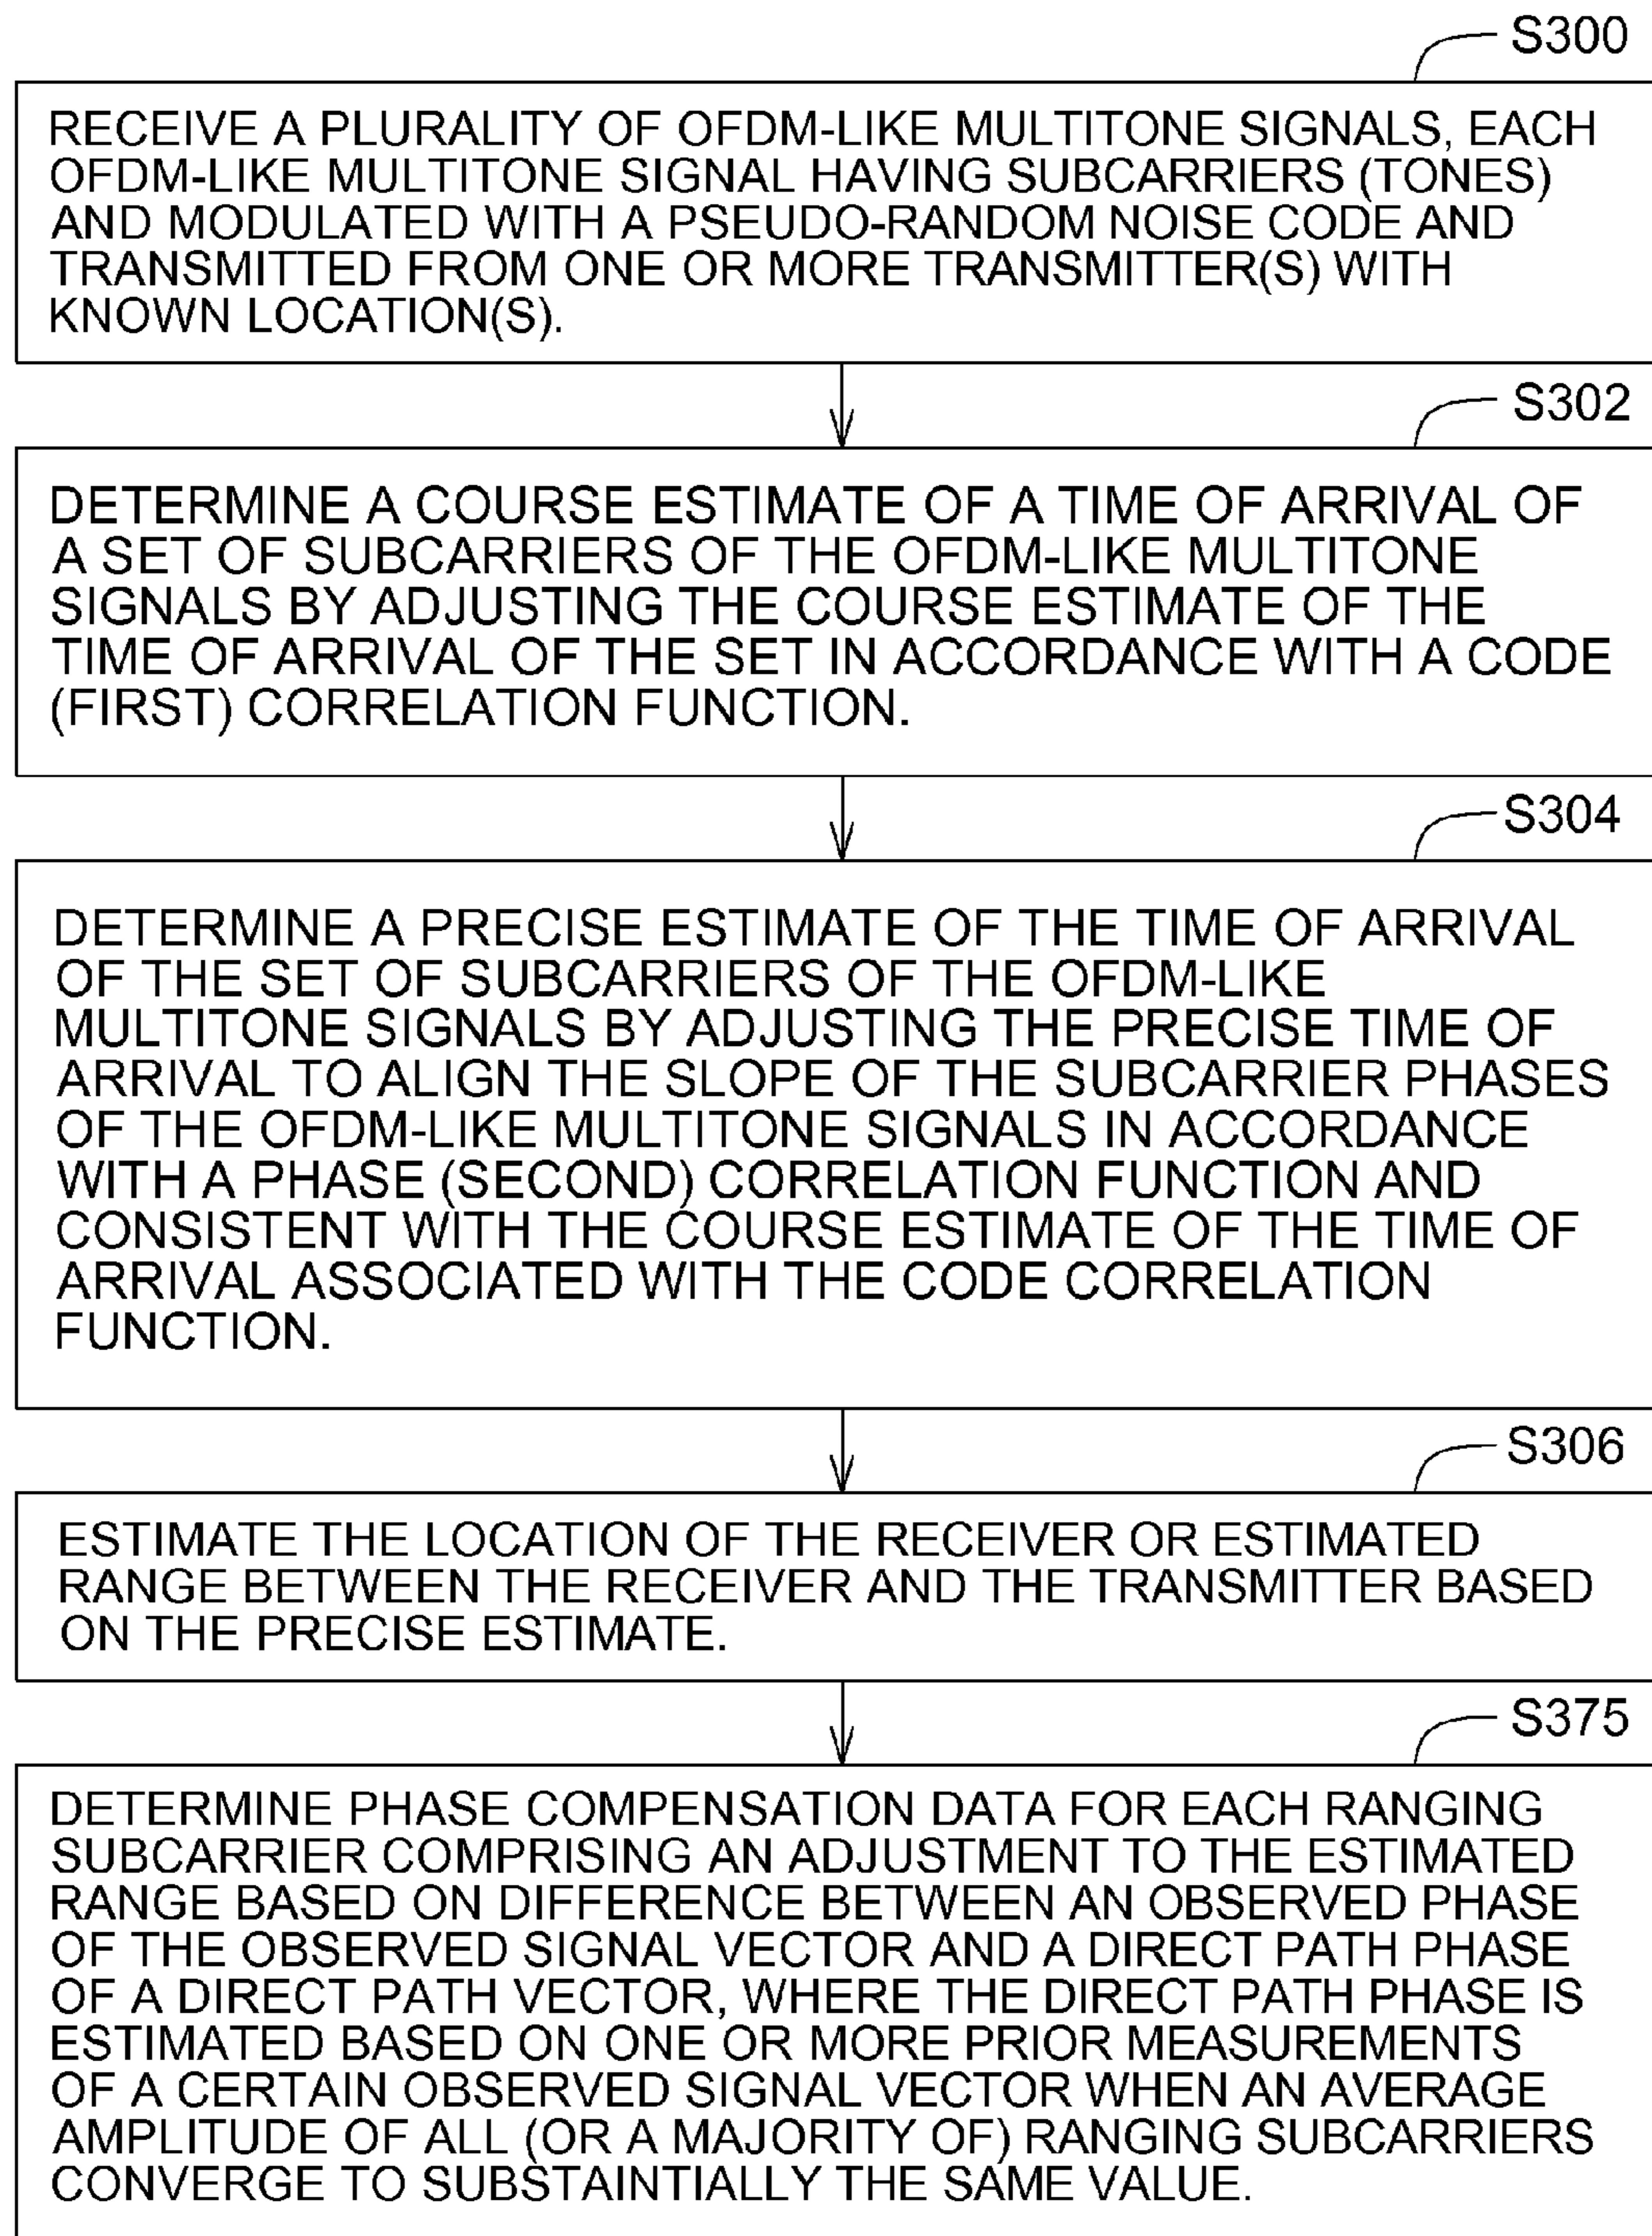 S300
RECEIVE A PLURALITY OF OFDM-LIKE MULTITONE SIGNALS, EACH
OFDM-LIKE MULTITONE SIGNAL HAVING SUBCARRIERS (TONES)
AND MODULATED WITH A PSEUDO-RANDOM NOISE CODE AND
TRANSMITTED FROM ONE OR MORE TRANSMITTER(S) WITH
KNOWN LOCATION(S).
S302
DETERMINE A COURSE ESTIMATE OF A TIME OF ARRIVAL OF
A SET OF SUBCARRIERS OF THE OFDM-LIKE MULTITONE
SIGNALS BY ADJUSTING THE COURSE ESTIMATE OF THE
TIME OF ARRIVAL OF THE SET IN ACCORDANCE WITH A CODE
(FIRST) CORRELATION FUNCTION.
S304
DETERMINE A PRECISE ESTIMATE OF THE TIME OF ARRIVAL
OF THE SET OF SUBCARRIERS OF THE OFDM-LIKE
MULTITONE SIGNALS BY ADJUSTING THE PRECISE TIME OF
ARRIVAL TO ALIGN THE SLOPE OF THE SUBCARRIER PHASES
OF THE OFDM-LIKE MULTITONE SIGNALS IN ACCORDANCE
WITH A PHASE (SECOND) CORRELATION FUNCTION AND
CONSISTENT WITH THE COURSE ESTIMATE OF THE TIME OF
ARRIVAL ASSOCIATED WITH THE CODE CORRELATION
FUNCTION.
S306
ESTIMATE THE LOCATION OF THE RECEIVER OR ESTIMATED
RANGE BETWEEN THE RECEIVER AND THE TRANSMITTER BASED
ON THE PRECISE ESTIMATE.
S375
DETERMINE PHASE COMPENSATION DATA FOR EACH RANGING
SUBCARRIER COMPRISING AN ADJUSTMENT TO THE ESTIMATED
RANGE BASED ON DIFFERENCE BETWEEN AN OBSERVED PHASE
OF THE OBSERVED SIGNAL VECTOR AND A DIRECT PATH PHASE
OF A DIRECT PATH VECTOR, WHERE THE DIRECT PATH PHASE IS
ESTIMATED BASED ON ONE OR MORE PRIOR MEASUREMENTS
OF A CERTAIN OBSERVED SIGNAL VECTOR WHEN AN AVERAGE
AMPLITUDE OF ALL (OR A MAJORITY OF) RANGING SUBCARRIERS
CONVERGE TO SUBSTAINTIALLY THE SAME VALUE.